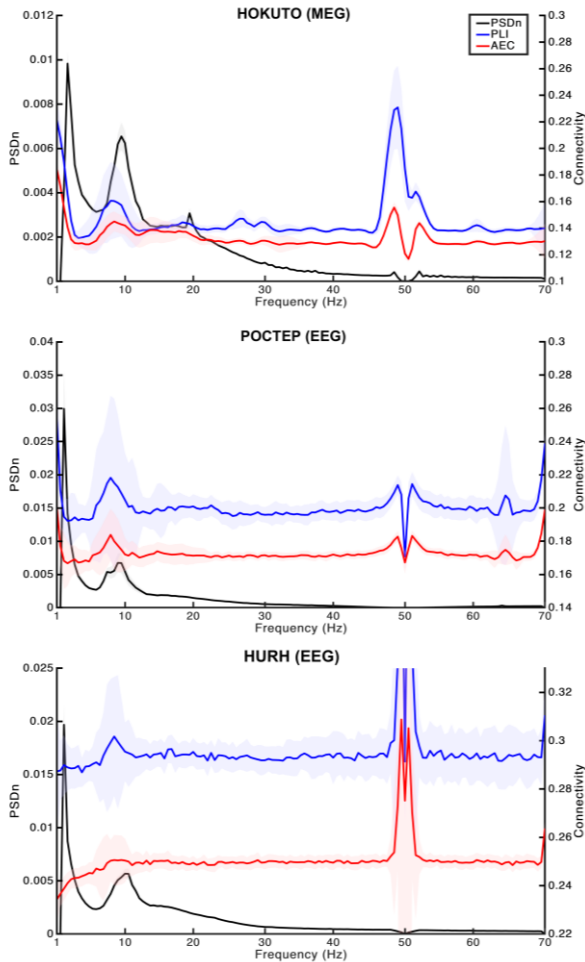 HOKUTO (MEG)
0.012
0.01
0.008
0.006
0.004
0.002
0
PSDn
0.3
0.28
0.26
0.24
0.22
0.2
0.18
0.16
0.14
0.12
0.1
Connectivity
PSDn
PLI
AEC
1 10 20 30 40 50 60 70
Frequency (Hz)
POCTEP (EEG)
0.04
0.035
0.03
0.025
0.02
0.015
0.01
0.005
0
PSDn
0.3
0.28
0.26
0.24
0.22
0.2
0.18
0.16
0.14
Connectivity
1 10 20 30 40 50 60 70
Frequency (Hz)
HURH (EEG)
0.025
0.02
0.015
0.01
0.005
0
PSDn
0.32
0.3
0.28
0.26
0.24
0.22
Connectivity
1 10 20 30 40 50 60 70
Frequency (Hz)